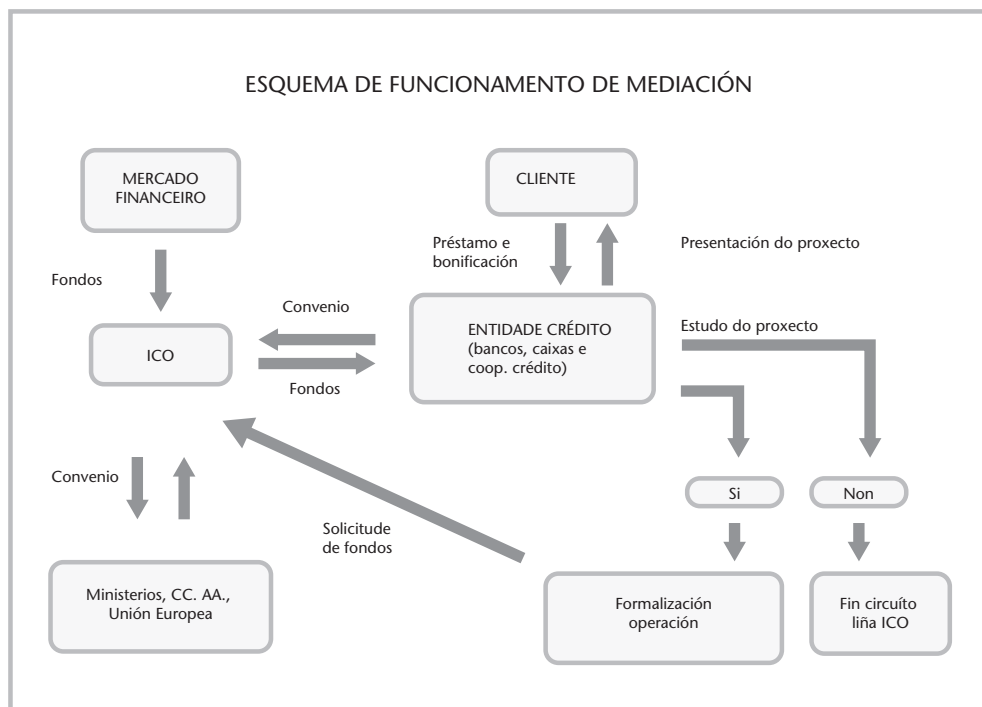 ESQUEMA DE FUNCIONAMENTO DE MEDIACIÓN
MERCADO
FINANCEIRO
CLIENTE
Préstamo e
bonificación
Presentación do proxecto
Fondos
Convenio
ICO
Fondos
ENTIDADE CRÉDITO
(bancos, caixas e
coop. crédito)
Estudo do proxecto
Convenio
Si
Non
Solicitude
de fondos
Ministerios, CC. AA.,
Unión Europea
Formalización
operación
Fin circuíto
liña ICO